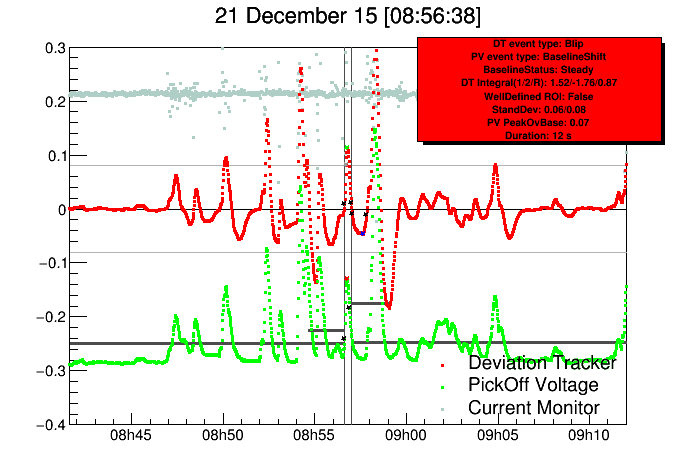 21 December 15 [08:56:38]
DT event type: Blip
PV event type: BaselineShift
BaselineStatus: Steady
DT Integral(1/2/R): 1.52/-1.76/0.87
WellDefined ROI: False
StandDev: 0.06/0.08
PV PeakOvBase: 0.07
Duration: 12 s
0.3
0.2
0.1
0
−0.1
−0.2
−0.3
−0.4
Deviation Tracker
PickOff Voltage
Current Monitor
08h45 08h50 08h55 09h00 09h05 09h10